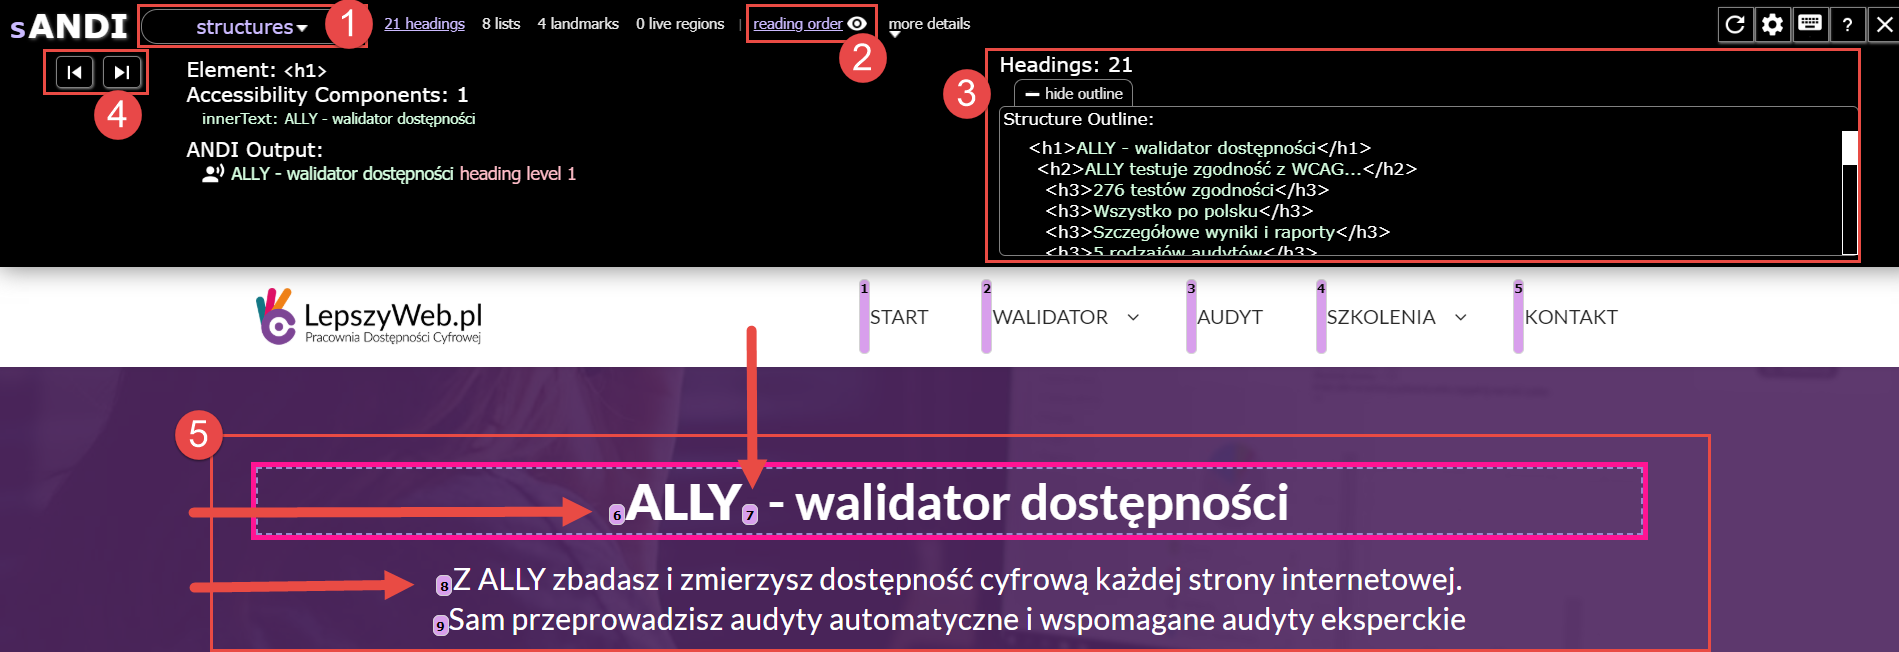 sANDI
structures
1
21 headings
8 lists
4 landmarks
0 live regions
|
reading order
2
more details
?
4
Element: <h1>
Accessibility Components: 1
innerText: ALLY - walidator dostępności
ANDI Output:
ALLY - walidator dostępności heading level 1
3
Headings: 21
hide outline
Structure Outline:
<h1>ALLY - walidator dostępności</h1>
<h2>ALLY testuje zgodność z WCAG...</h2>
<h3>276 testów zgodności</h3>
<h3>Wszystko po polsku</h3>
<h3>Szczegółowe wyniki i raporty</h3>
<h3>5 rodzajów audytów</h3>
LepszyWeb.pl
Pracownia Dostępności Cyfrowej
1 START
2 WALIDATOR
3 AUDYT
4 SZKOLENIA
5 KONTAKT
5
6 ALLY 7 - walidator dostępności
8 Z ALLY zbadasz i zmierzysz dostępność cyfrową każdej strony internetowej.
9 Sam przeprowadzisz audyty automatyczne i wspomagane audyty eksperckie